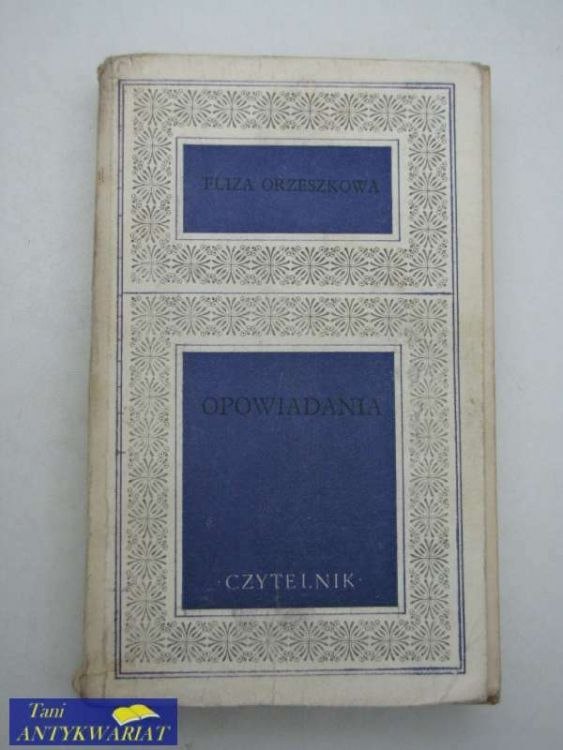 ELIZA ORZESZKOWA
OPOWIADANIA
· CZYTELNIK ·
Tani
ANTYKWARIAT